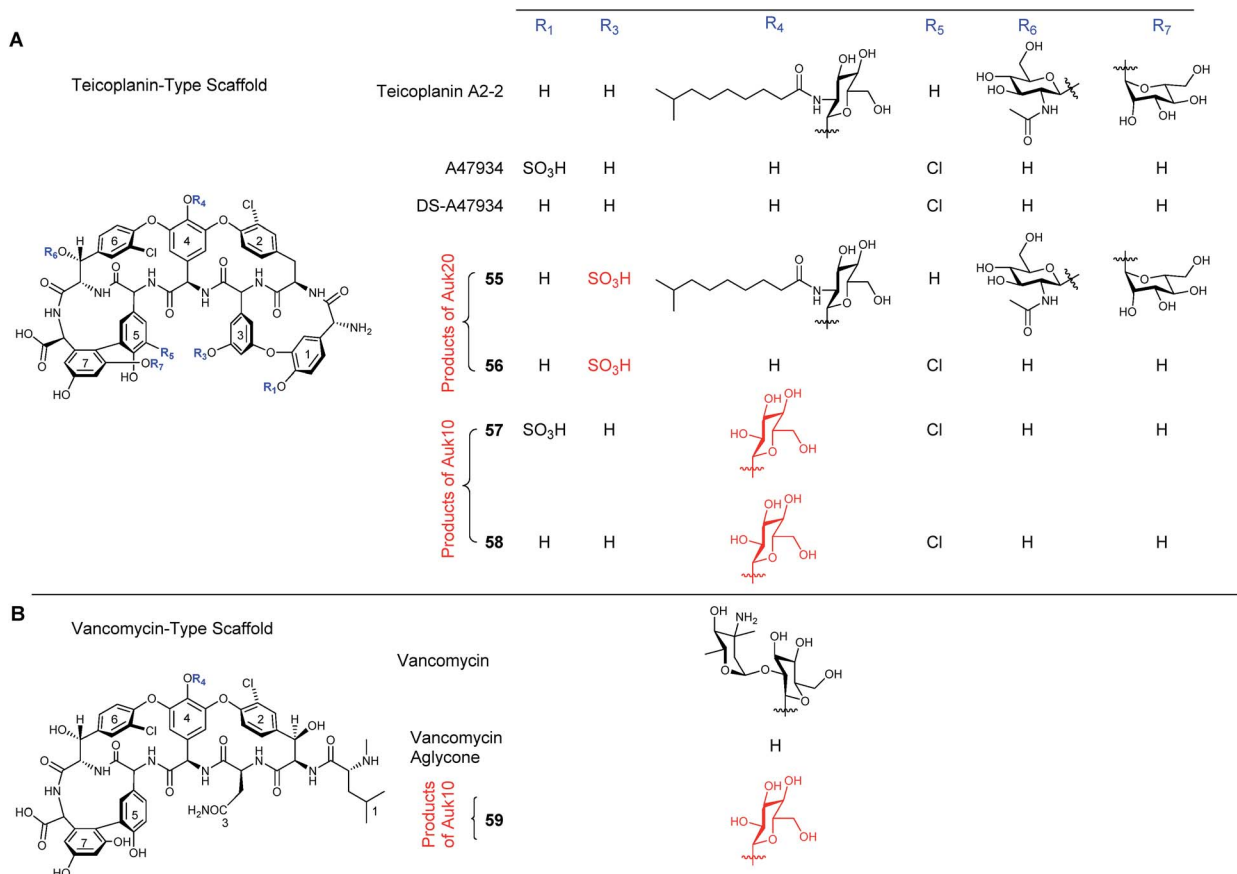 R1 R3 R4 R5 R6 R7
A
Teicoplanin-Type Scaffold
Teicoplanin A2-2 H H H
A47934 SO3H H H Cl H H
DS-A47934 H H H Cl H H
Products of Auk20
55 H SO3H H
56 H SO3H H Cl H H
Products of Auk10
57 SO3H H Cl H H
58 H H Cl H H
B
Vancomycin-Type Scaffold
Vancomycin
Vancomycin
Aglycone
H
Products
of Auk10
59